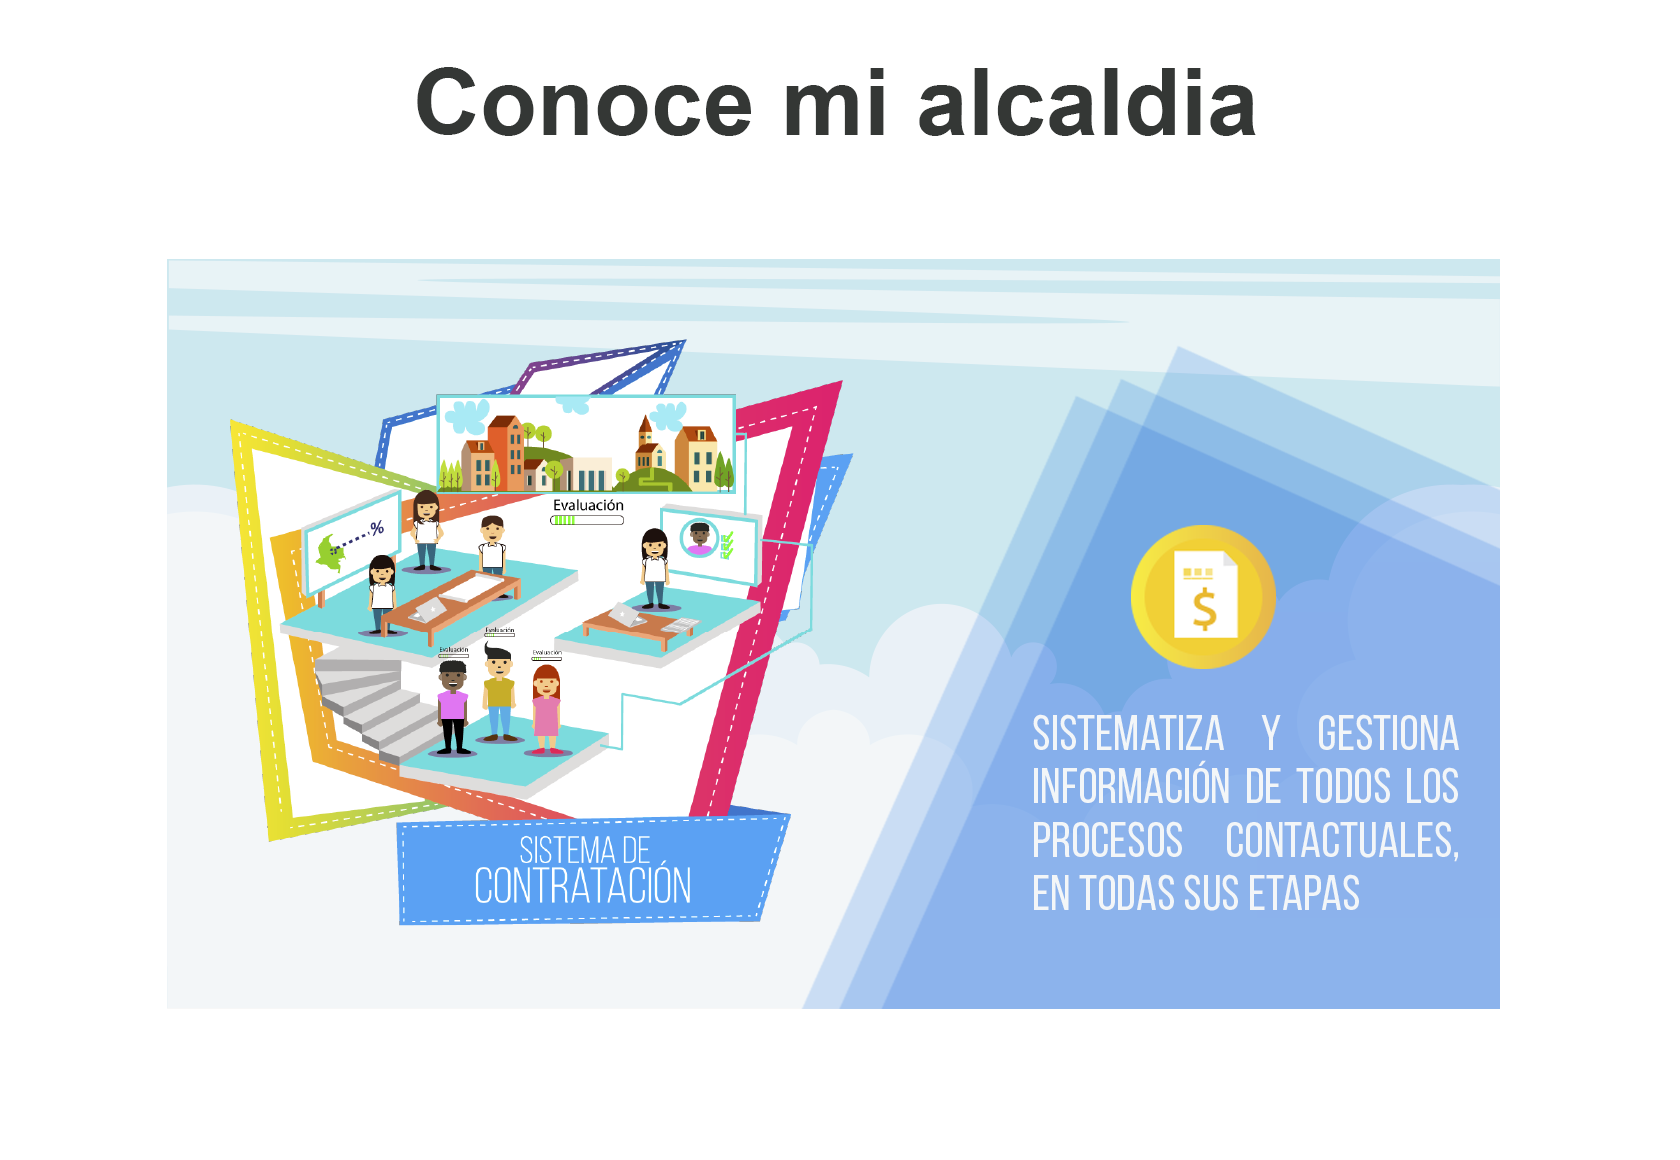 Conoce mi alcaldia
%
Evaluación
Evaluación
Evaluación
Evaluación
SISTEMA DE
CONTRATACIÓN
$
SISTEMATIZA Y GESTIONA
INFORMACIÓN DE TODOS LOS
PROCESOS CONTACTUALES,
EN TODAS SUS ETAPAS